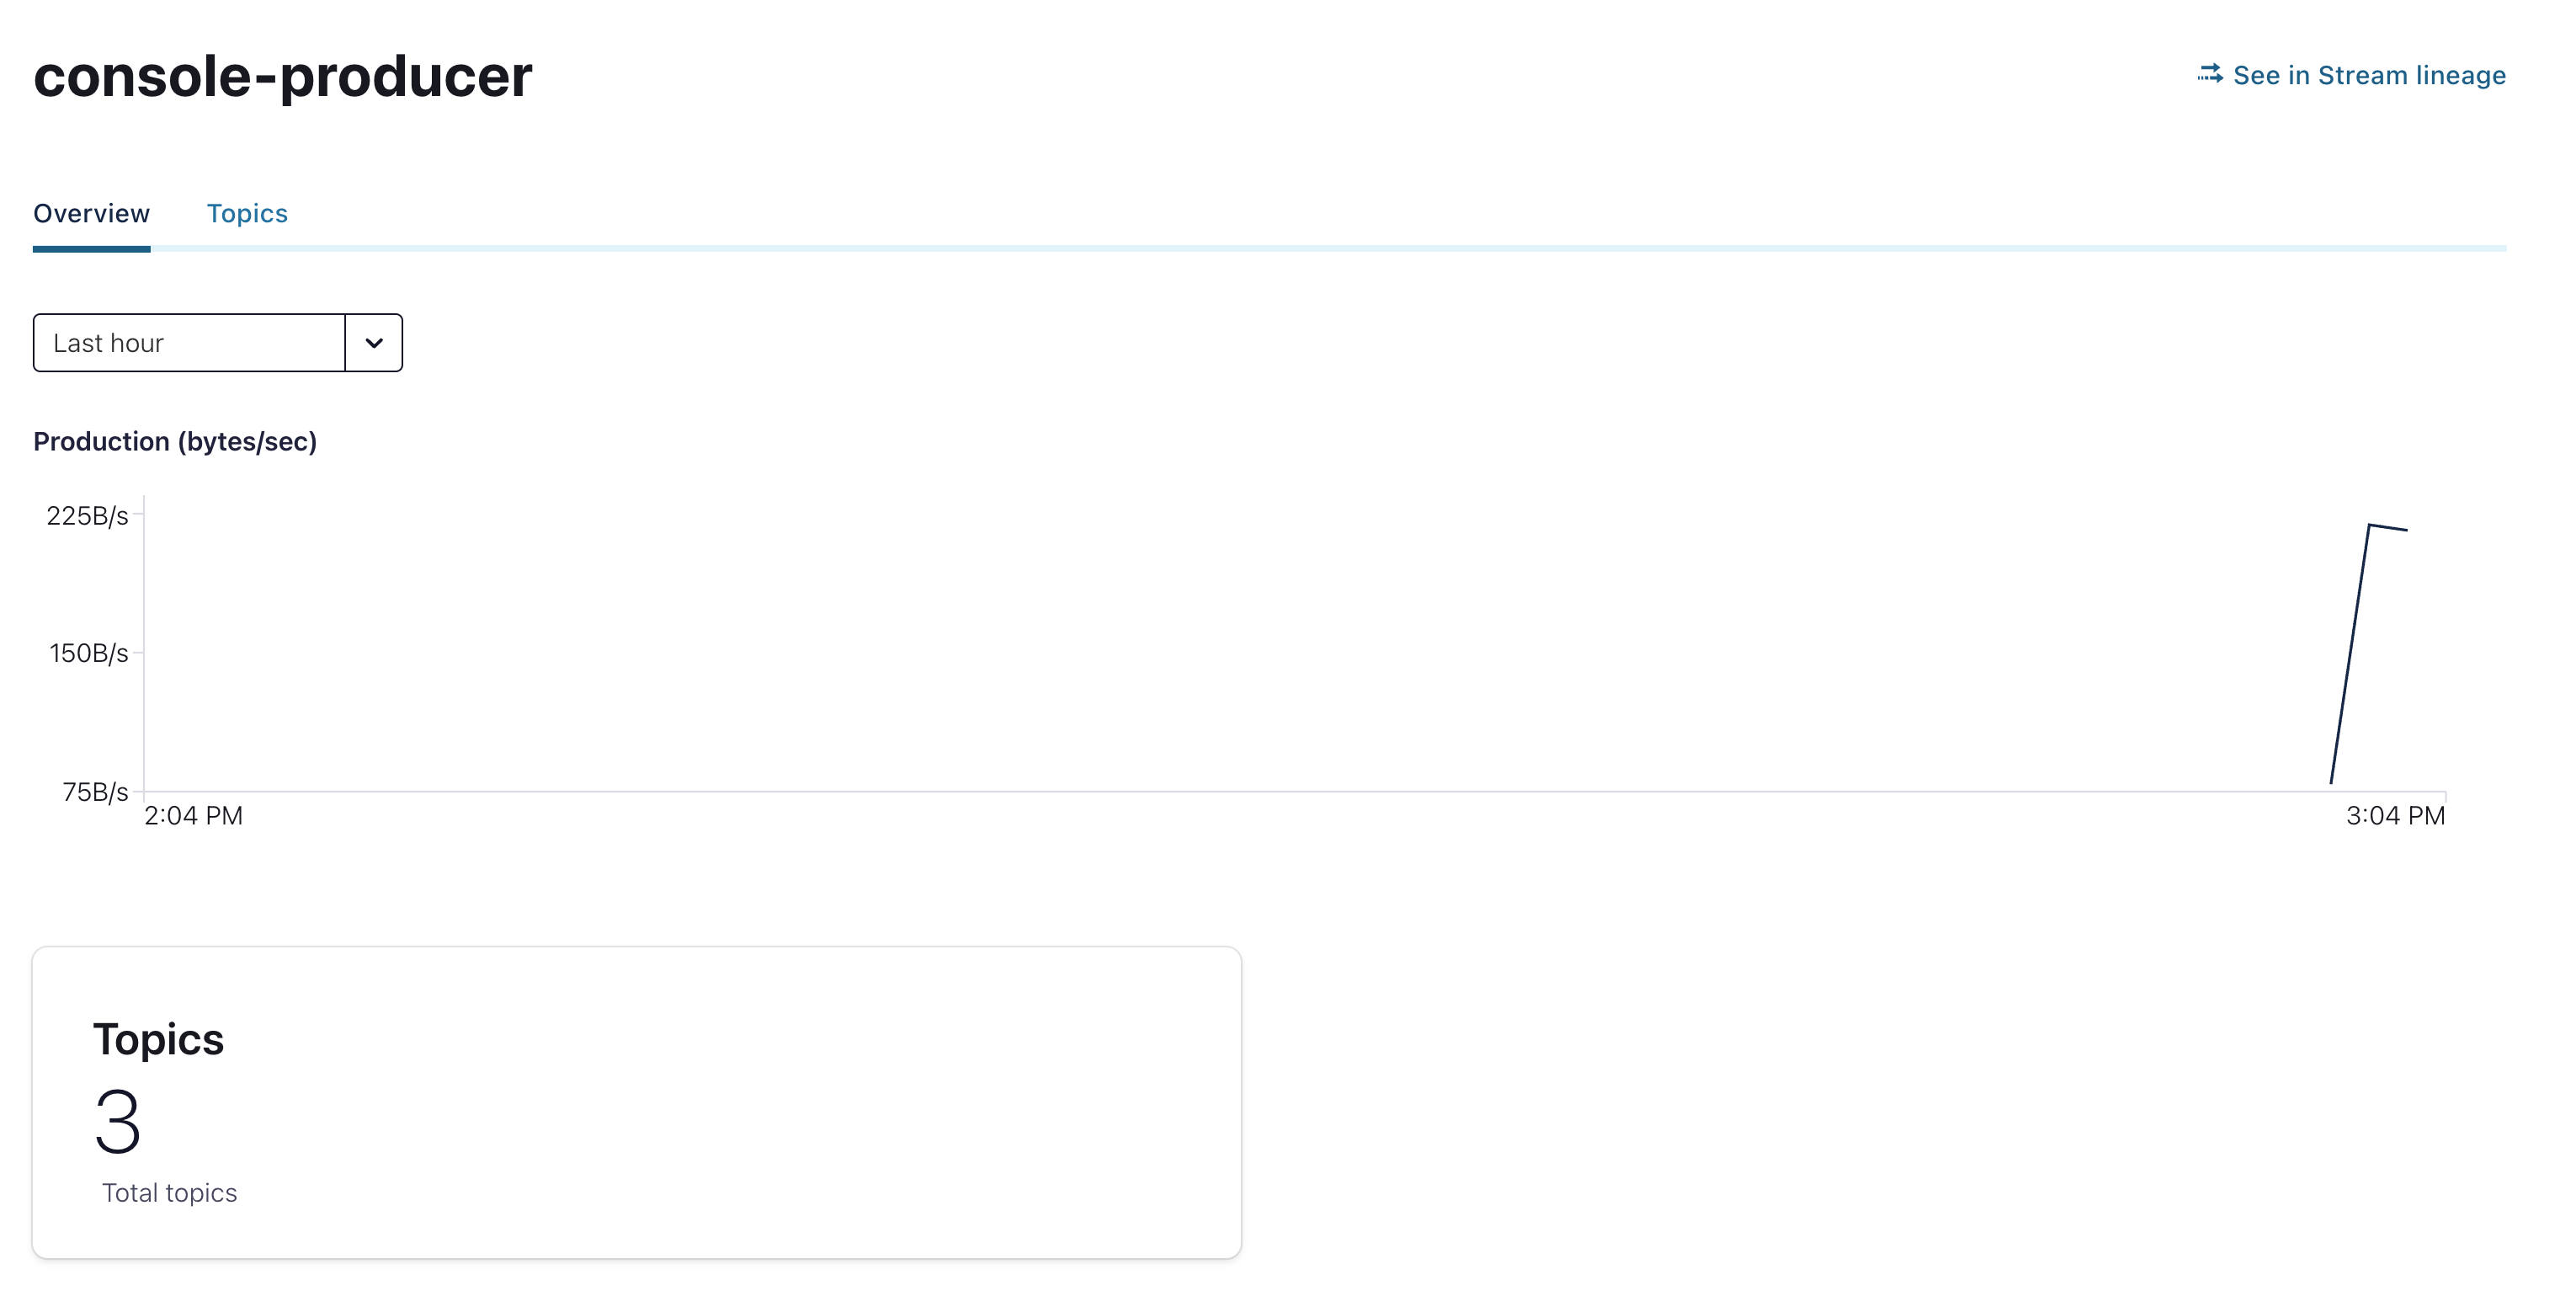 console-producer
See in Stream lineage
Overview
Topics
Last hour
Production (bytes/sec)
225B/s
150B/s
75B/s
2:04 PM
3:04 PM
Topics
3
Total topics